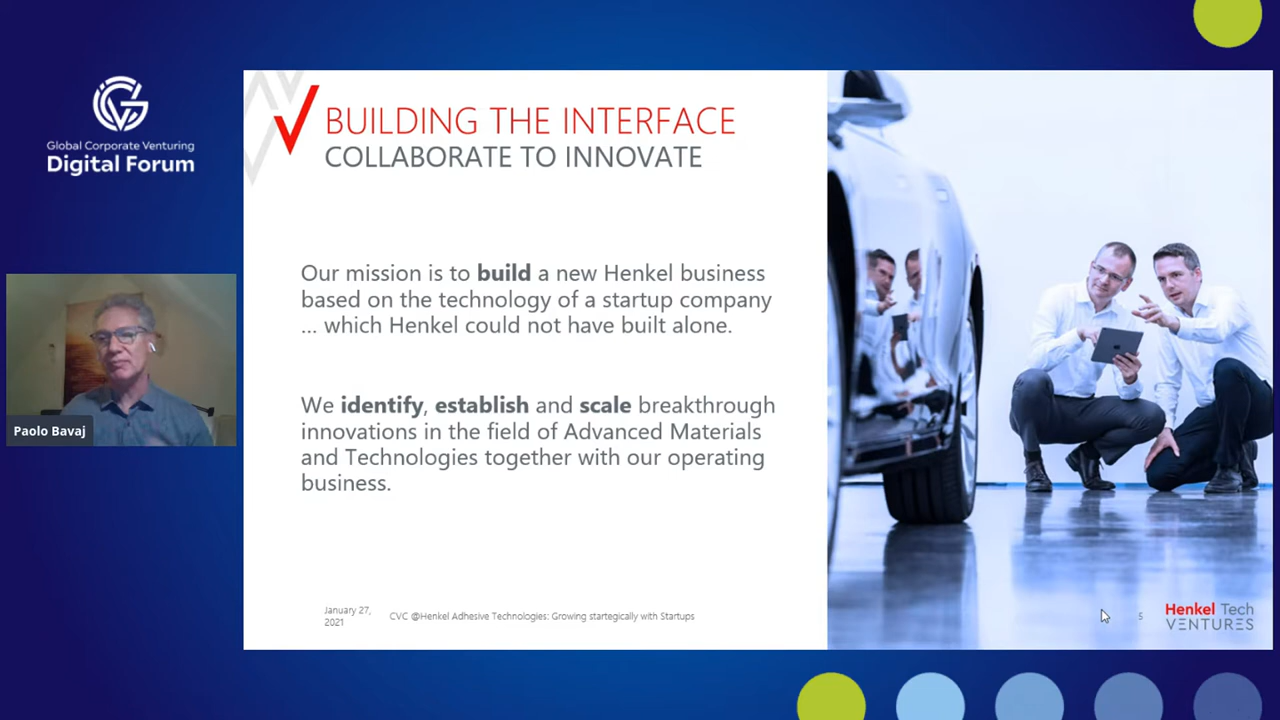 Global Corporate Venturing
Digital Forum
Paolo Bavaj
BUILDING THE INTERFACE
COLLABORATE TO INNOVATE
Our mission is to build a new Henkel business
based on the technology of a startup company
... which Henkel could not have built alone.
We identify, establish and scale breakthrough
innovations in the field of Advanced Materials
and Technologies together with our operating
business.
January 27,
2021
CVC @Henkel Adhesive Technologies: Growing startegically with Startups
5
Henkel Tech
VENTURES